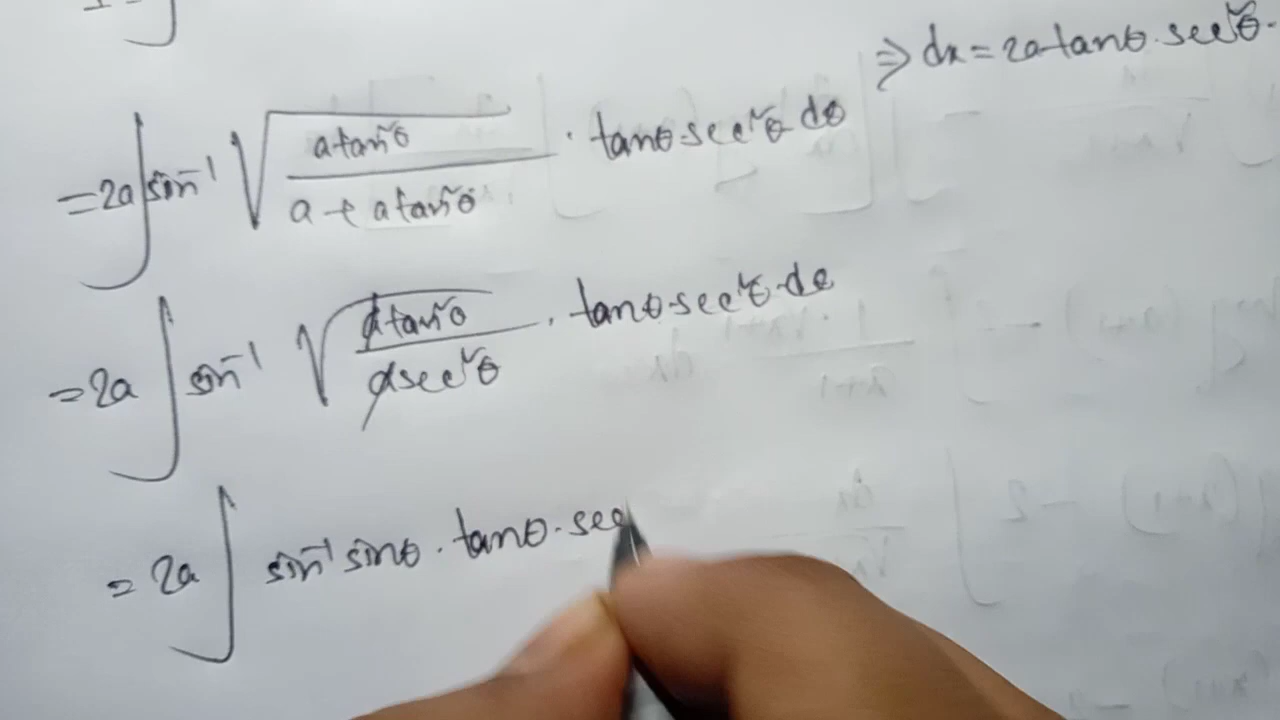 ⇒ dx = 2a tanθ · sec²θ ·
= 2a ∫ sin⁻¹ √(a tan²θ / (a + a tan²θ)) · tanθ · sec²θ dθ
= 2a ∫ sin⁻¹ √(a tan²θ / a sec²θ) · tanθ · sec²θ · dθ
= 2a ∫ sin⁻¹ sinθ · tanθ · sec